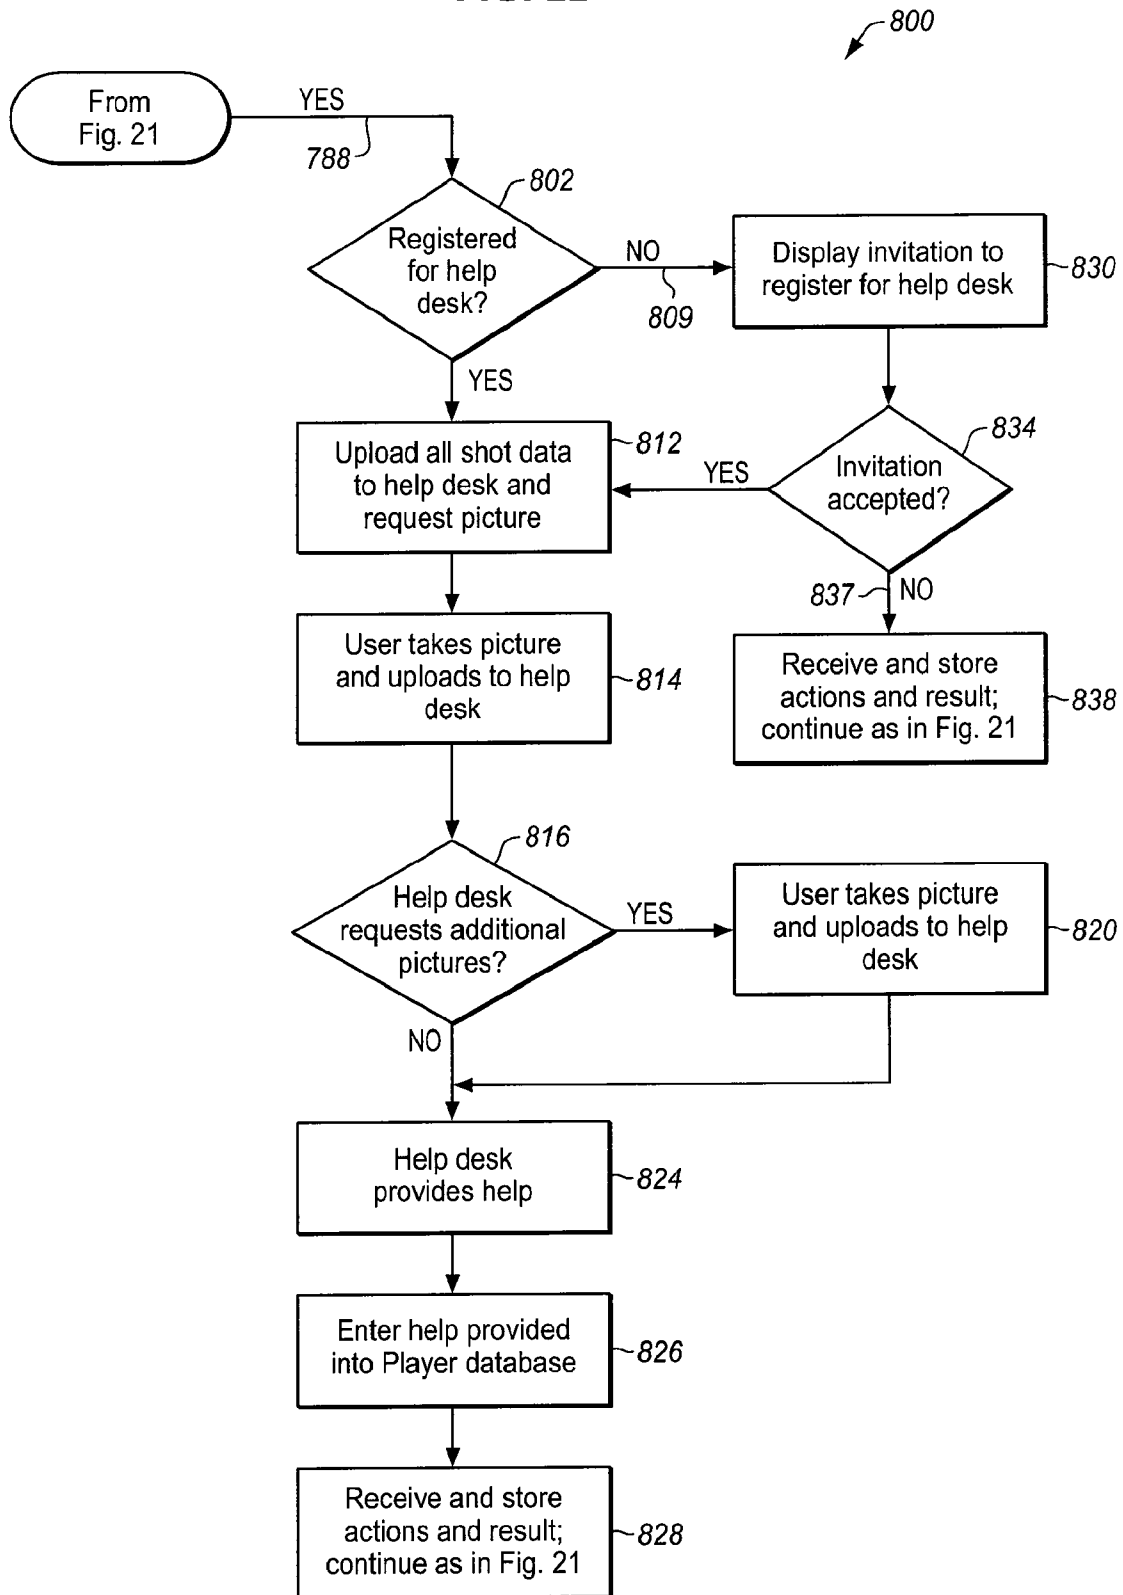 800
From
Fig. 21
YES
788
802
Registered
for help
desk?
NO
809
Display invitation to
register for help desk
830
YES
812
Upload all shot data
to help desk and
request picture
YES
834
Invitation
accepted?
837
NO
User takes picture
and uploads to help
desk
814
Receive and store
actions and result;
continue as in Fig. 21
838
816
Help desk
requests additional
pictures?
YES
User takes picture
and uploads to help
desk
820
NO
Help desk
provides help
824
Enter help provided
into Player database
826
Receive and store
actions and result;
continue as in Fig. 21
828